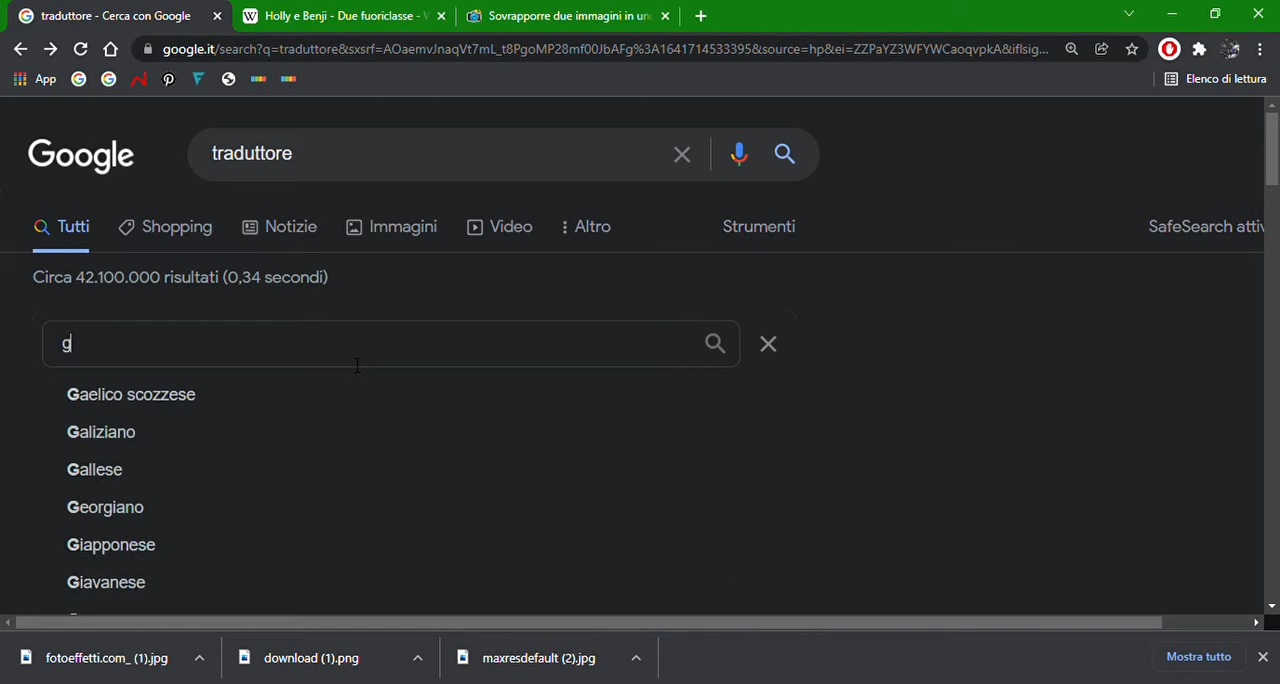 traduttore - Cerca con Google
Holly e Benji - Due fuoriclasse -
Sovrapporre due immagini in un
google.it/search?q=traduttore&sxsrf=AOaemvJnaqVt7mL_t8PgoMP28mf00JbAFg%3A1641714533395&source=hp&ei=ZZPaYZ3WFYWCaoqvpkA&iflsig...
App
Elenco di lettura
Google
traduttore
Tutti
Shopping
Notizie
Immagini
Video
Altro
Strumenti
SafeSearch attiv
Circa 42.100.000 risultati (0,34 secondi)
g
Gaelico scozzese
Galiziano
Gallese
Georgiano
Giapponese
Giavanese
fotoeffetti.com_ (1).jpg
download (1).png
maxresdefault (2).jpg
Mostra tutto